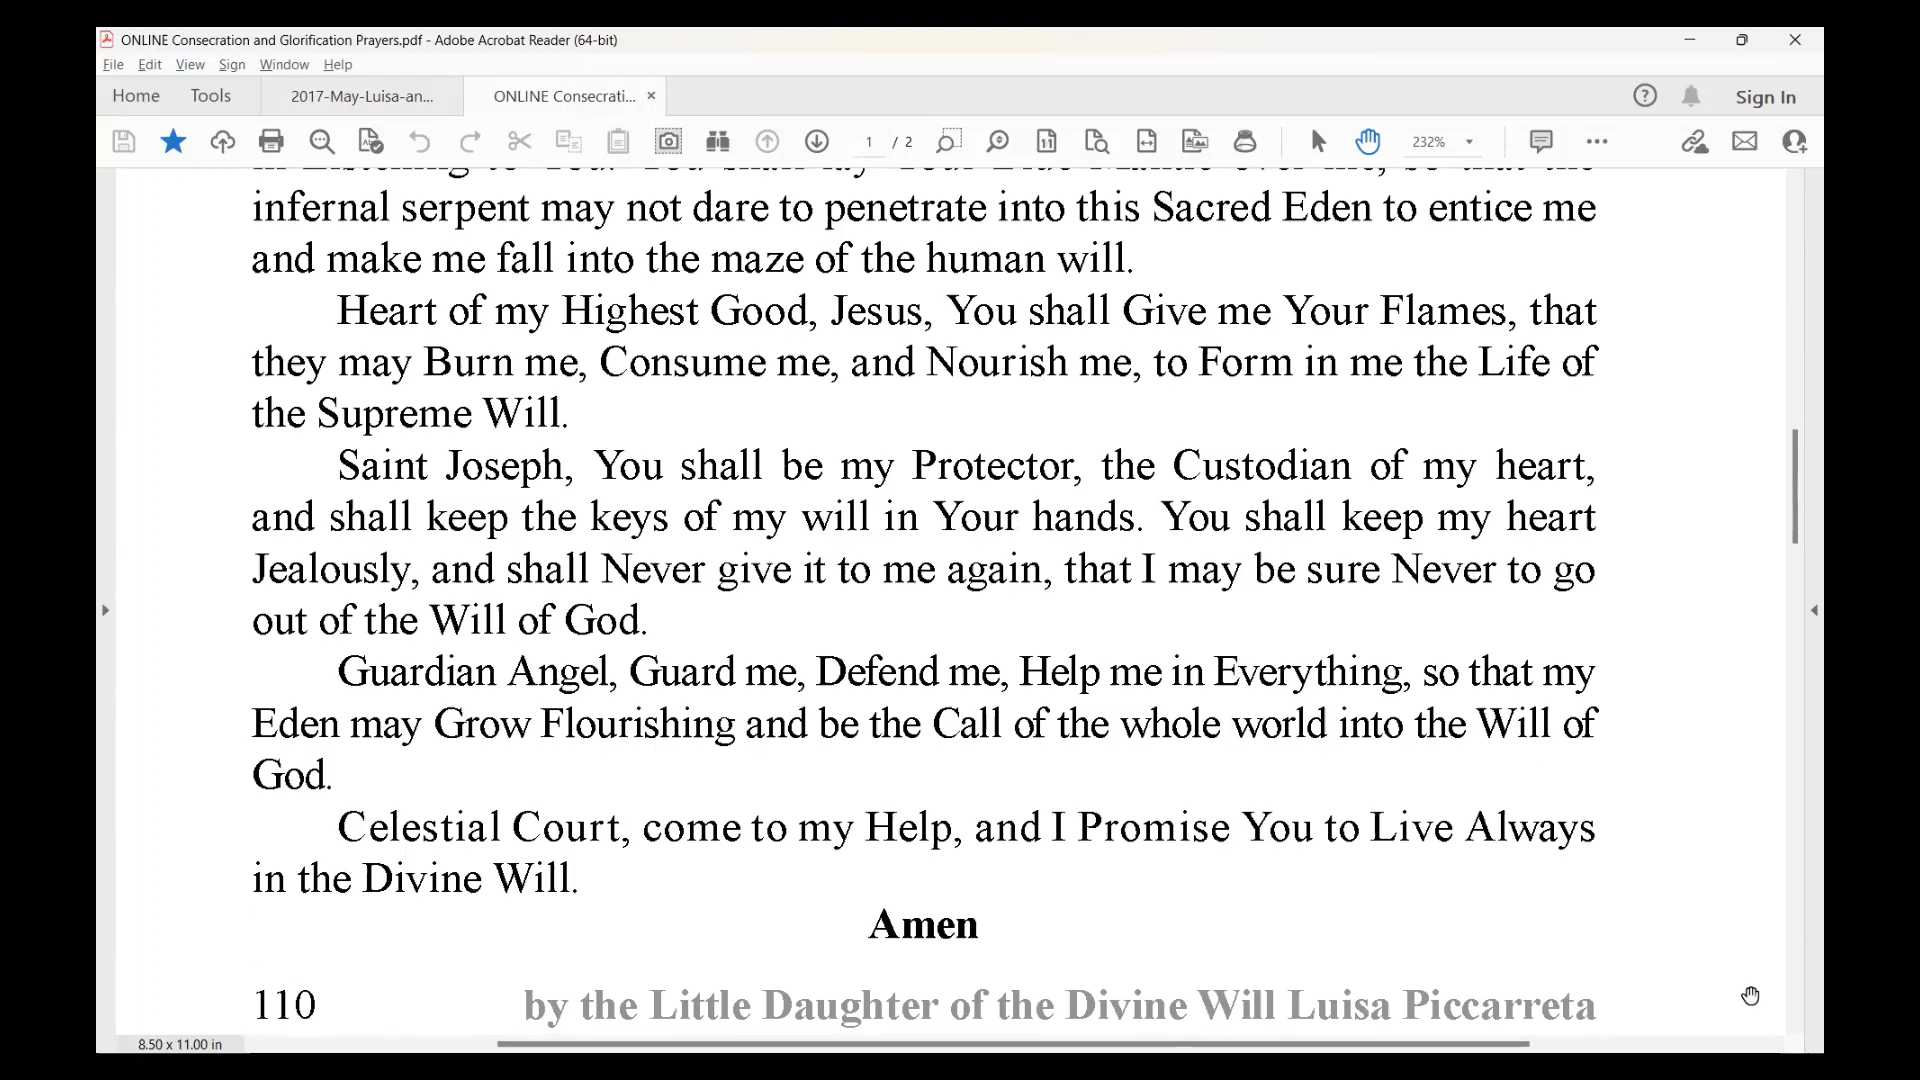 ONLINE Consecration and Glorification Prayers.pdf - Adobe Acrobat Reader (64-bit)
File Edit View Sign Window Help
Home Tools 2017-May-Luisa-an... ONLINE Consecrati... × Sign In
1 / 2 232%
infernal serpent may not dare to penetrate into this Sacred Eden to entice me
and make me fall into the maze of the human will.
Heart of my Highest Good, Jesus, You shall Give me Your Flames, that
they may Burn me, Consume me, and Nourish me, to Form in me the Life of
the Supreme Will.
Saint Joseph, You shall be my Protector, the Custodian of my heart,
and shall keep the keys of my will in Your hands. You shall keep my heart
Jealously, and shall Never give it to me again, that I may be sure Never to go
out of the Will of God.
Guardian Angel, Guard me, Defend me, Help me in Everything, so that my
Eden may Grow Flourishing and be the Call of the whole world into the Will of
God.
Celestial Court, come to my Help, and I Promise You to Live Always
in the Divine Will.
Amen
110 by the Little Daughter of the Divine Will Luisa Piccarreta
8.50 x 11.00 in